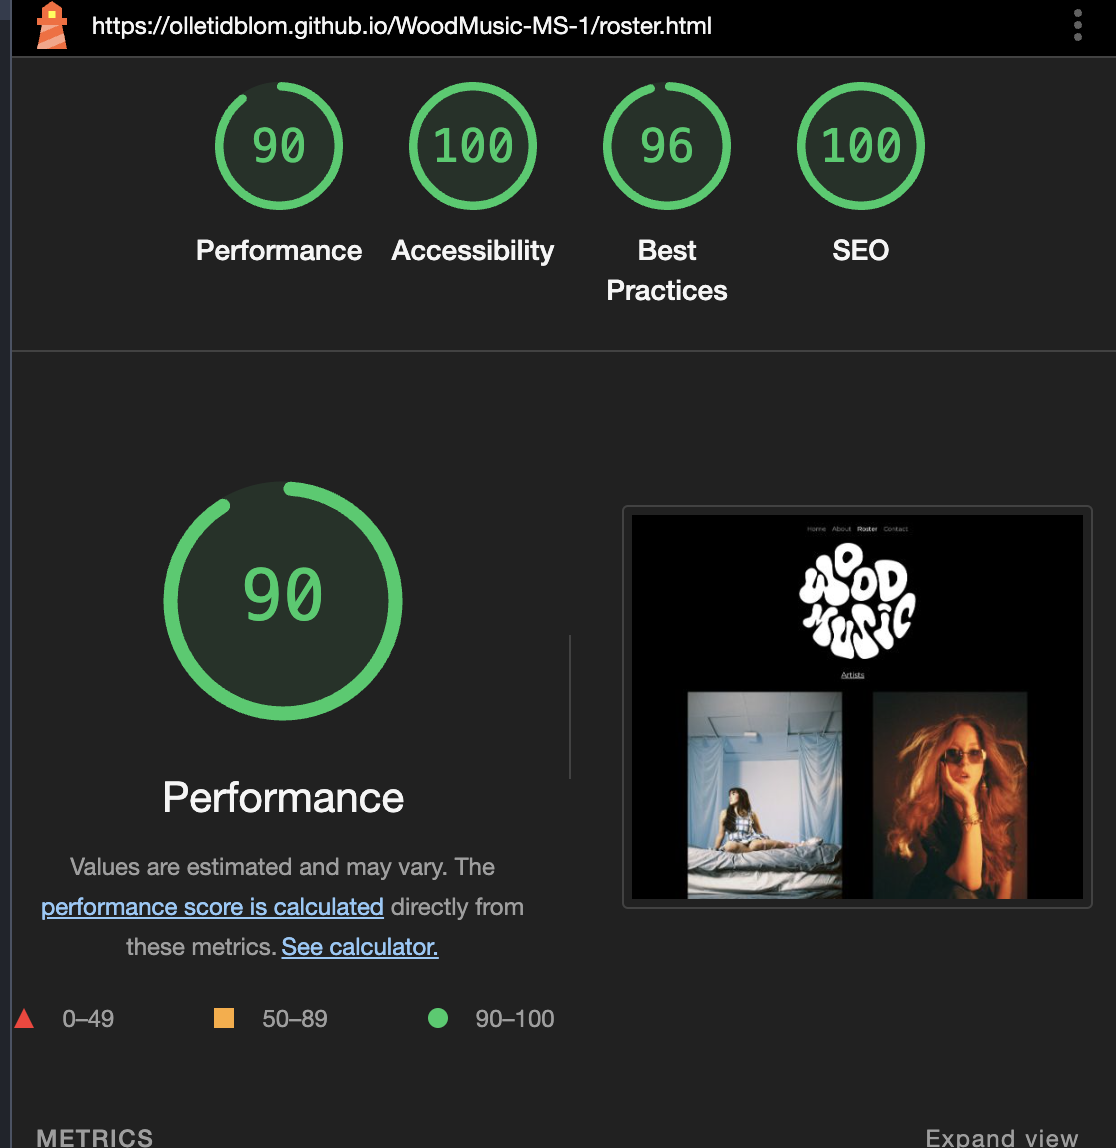 https://olletidblom.github.io/WoodMusic-MS-1/roster.html
90
100
96
100
Performance
Accessibility
Best
Practices
SEO
90
Performance
Values are estimated and may vary. The
performance score is calculated directly from
these metrics. See calculator.
0–49
50–89
90–100
Home About Roster Contact
WOOD
MUSIC
Artists
METRICS
Expand view